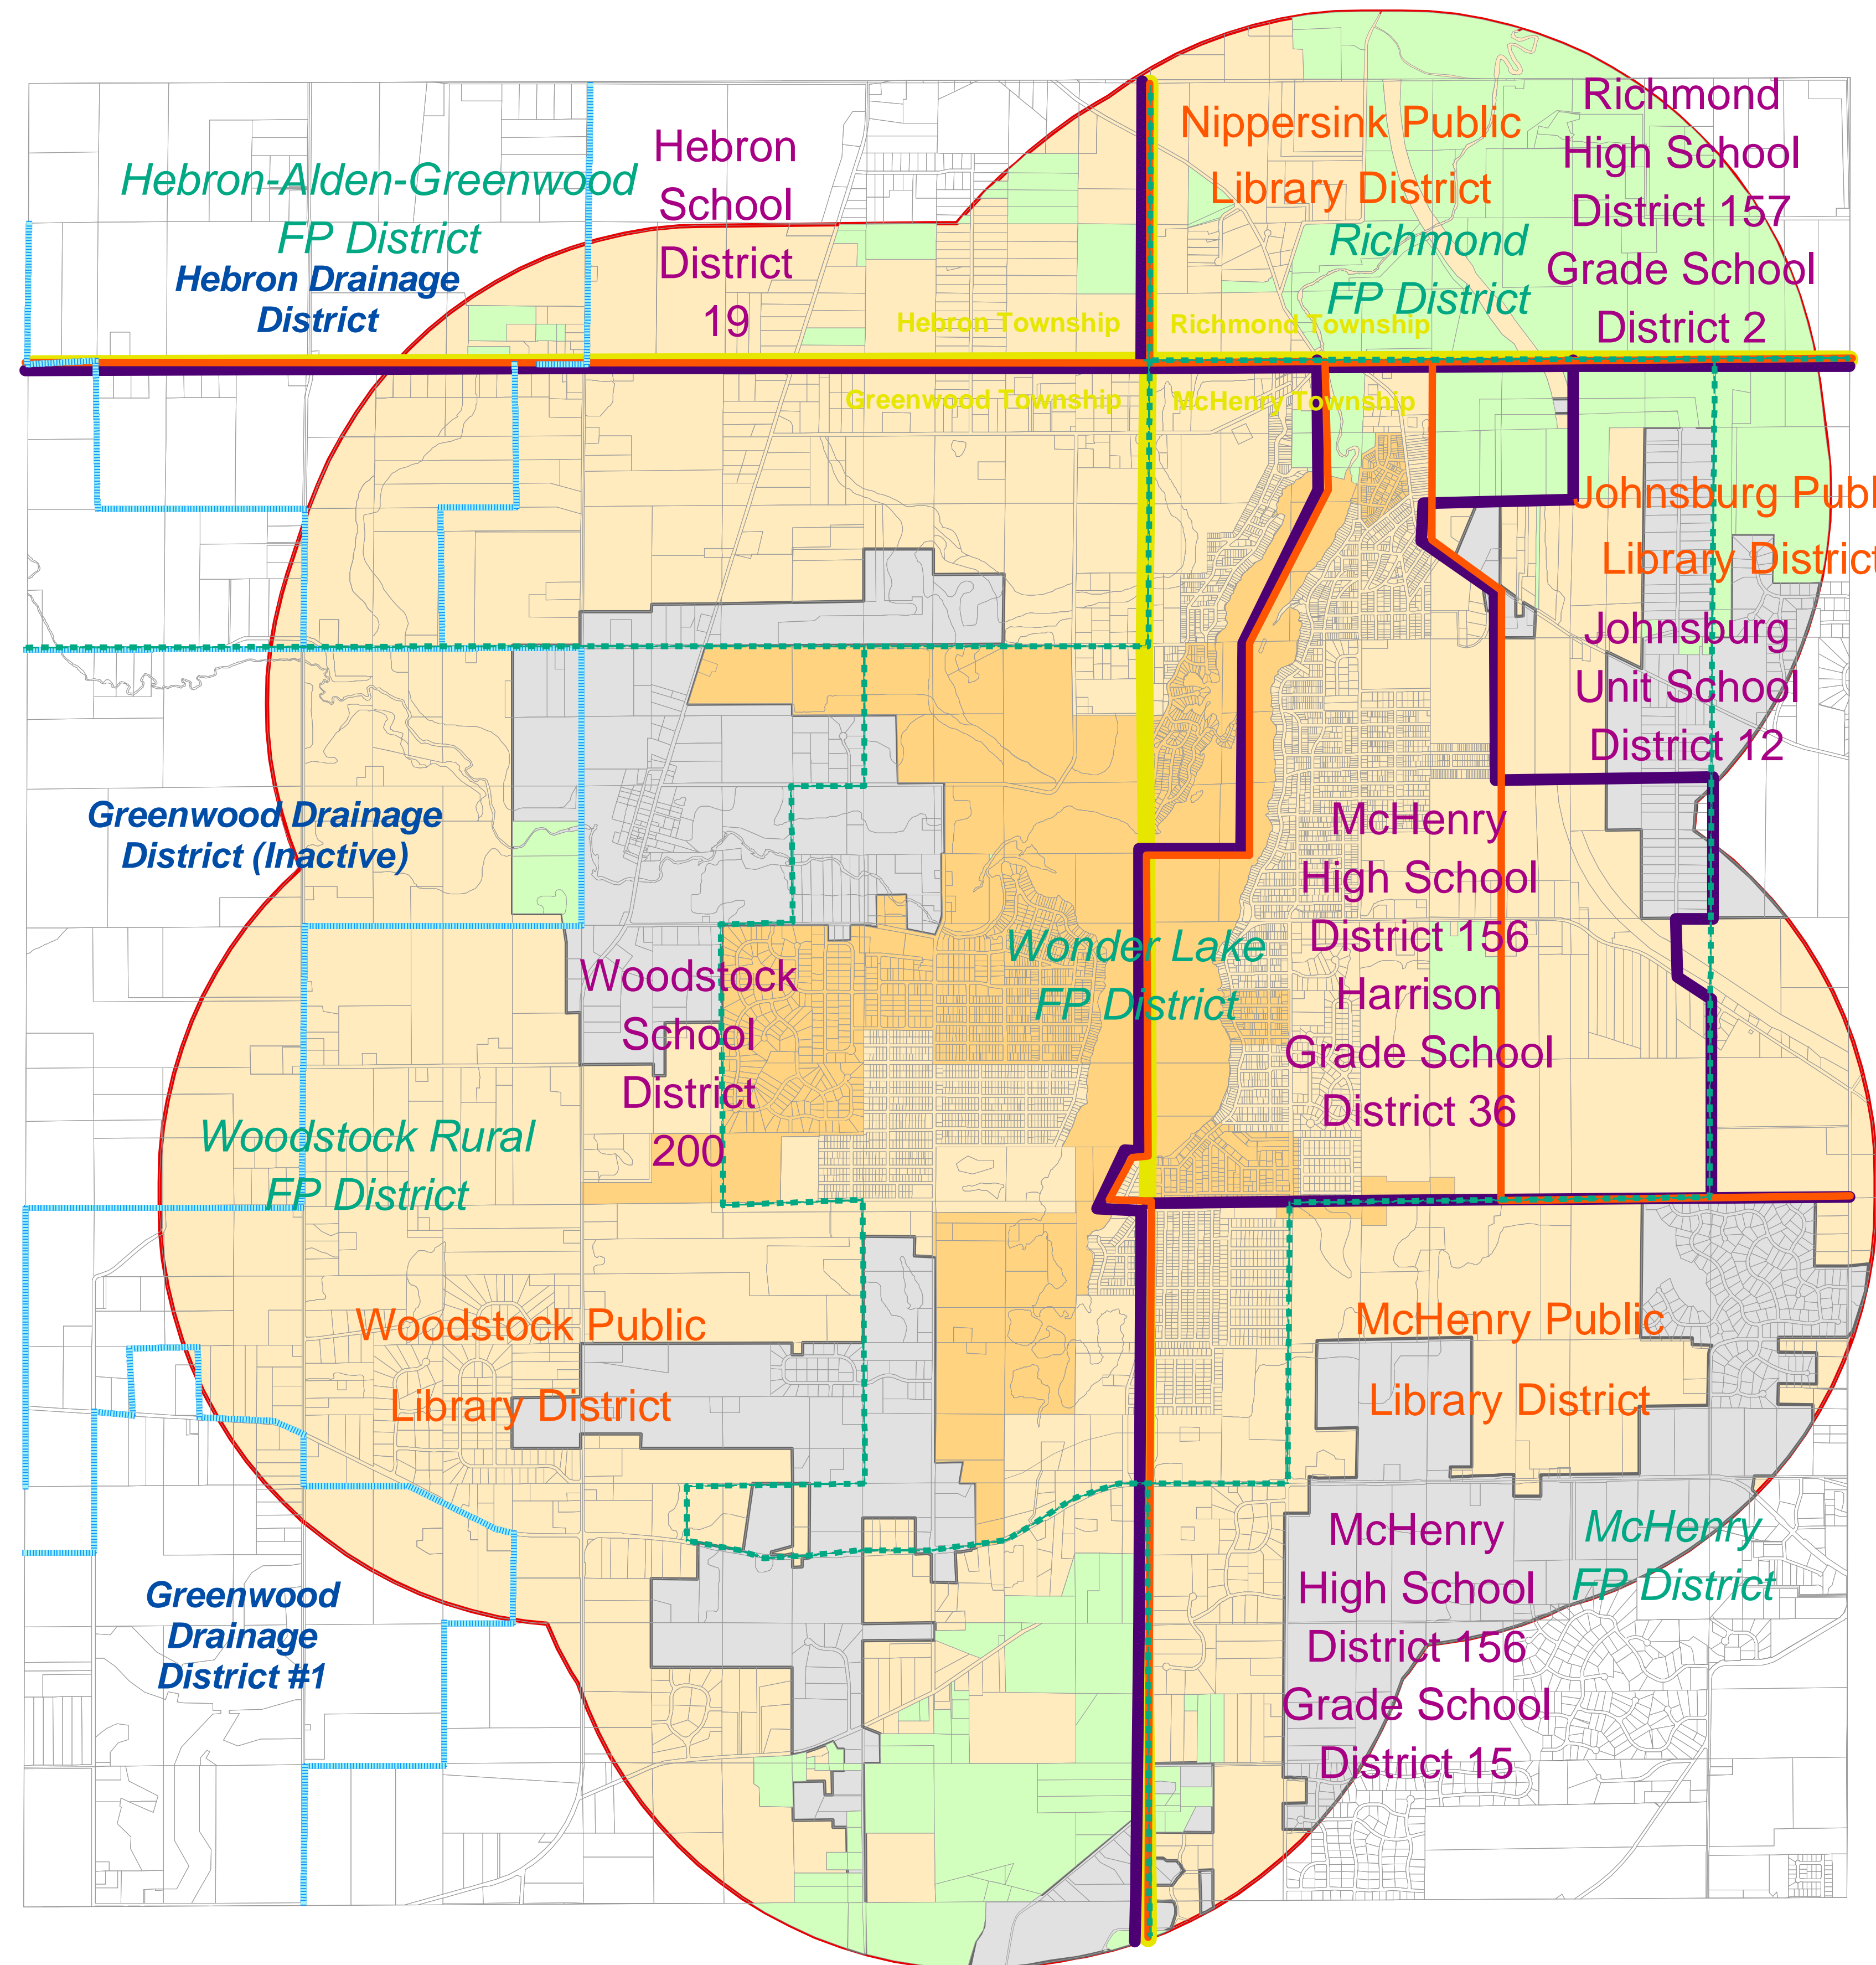 Hebron-Alden-Greenwood
FP District
Hebron Drainage
District
Hebron
School
District
19
Nippersink Public
Library District
Richmond
FP District
Richmond
High School
District 157
Grade School
District 2
Hebron Township
Richmond Township
Greenwood Township
McHenry Township
Johnsburg Publ
Library District
Johnsburg
Unit School
District 12
Greenwood Drainage
District (Inactive)
McHenry
High School
District 156
Harrison
Grade School
District 36
Wonder Lake
FP District
Woodstock
School
District
200
Woodstock Rural
FP District
Woodstock Public
Library District
McHenry Public
Library District
McHenry
High School
District 156
Grade School
District 15
McHenry
FP District
Greenwood
Drainage
District #1